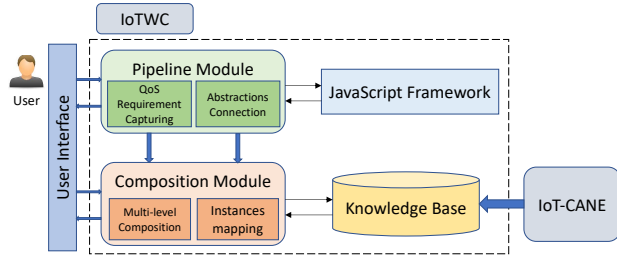 IoTWC
User
User Interface
Pipeline Module
QoS
Requirement
Capturing
Abstractions
Connection
JavaScript Framework
Composition Module
Multi-level
Composition
Instances
mapping
Knowledge Base
IoT-CANE